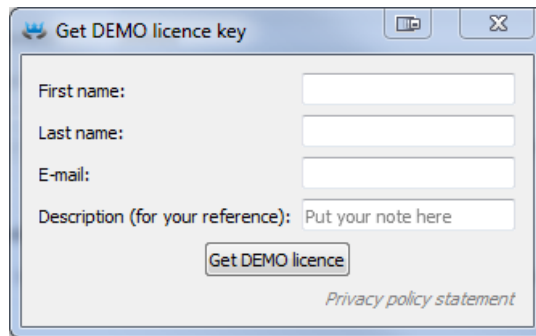 Get DEMO licence key
First name:
Last name:
E-mail:
Description (for your reference): Put your note here
Get DEMO licence
Privacy policy statement